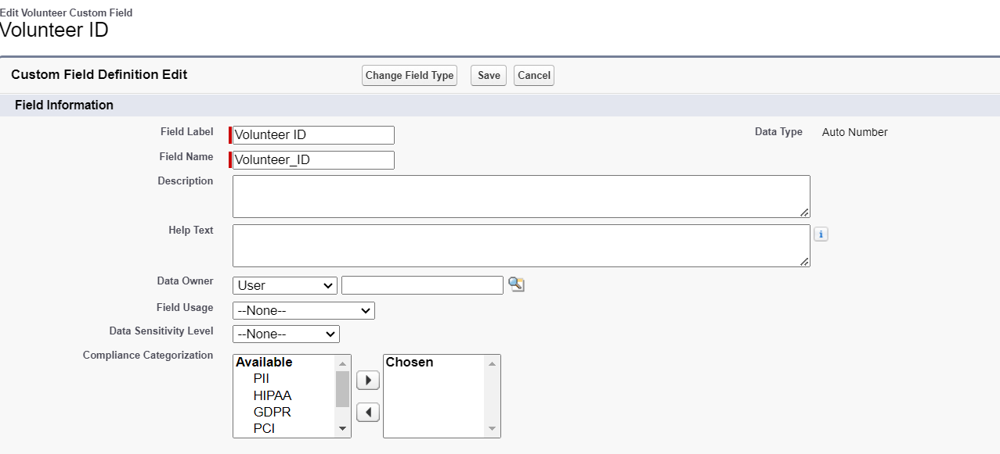 Edit Volunteer Custom Field
Volunteer ID
Custom Field Definition Edit Change Field Type Save Cancel
Field Information
Field Label Volunteer ID Data Type Auto Number
Field Name Volunteer_ID
Description
Help Text i
Data Owner User
Field Usage --None--
Data Sensitivity Level --None--
Compliance Categorization Available Chosen
PII
HIPAA
GDPR
PCI